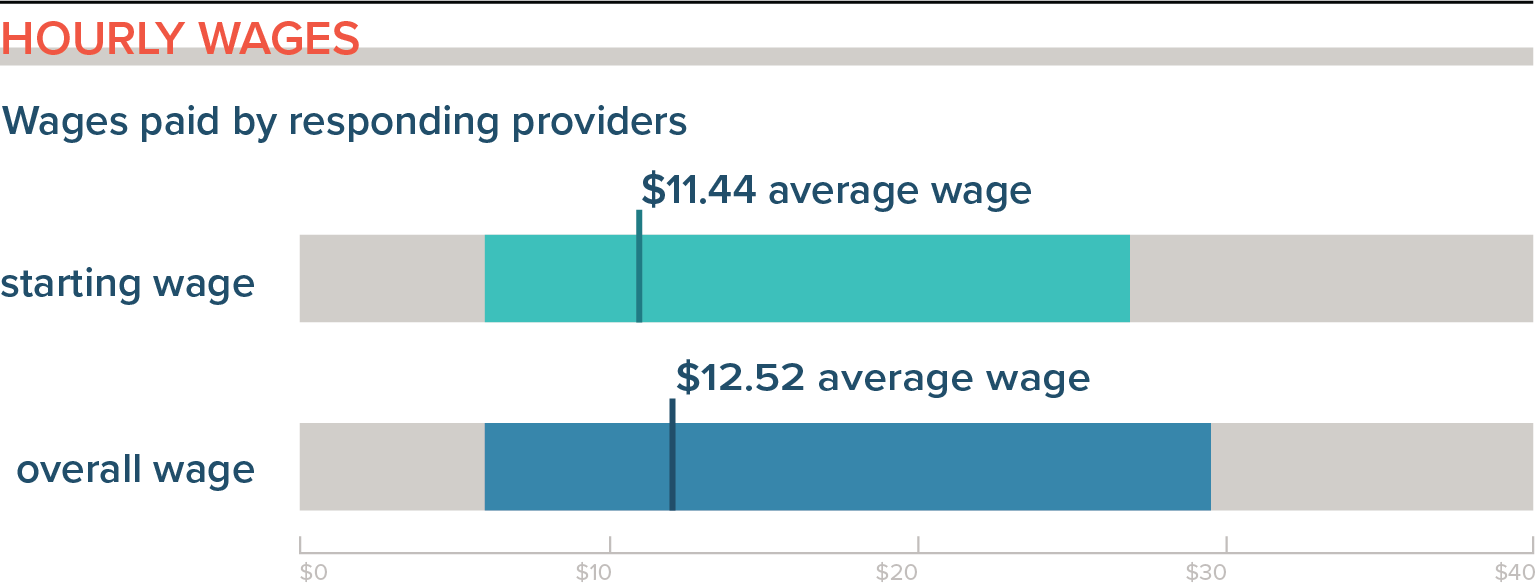 HOURLY WAGES
Wages paid by responding providers
$11.44 average wage
starting wage
$12.52 average wage
overall wage
$0 $10 $20 $30 $40